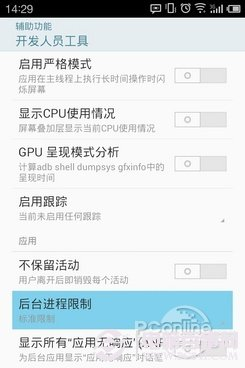 14:29
辅助功能
开发人员工具
启用严格模式
应用在主线程上执行长时间操作时闪
烁屏幕
显示CPU使用情况
屏幕叠加层显示当前CPU使用情况
GPU 呈现模式分析
计算adb shell dumpsys gfxinfo中的
呈现时间
启用跟踪
当前未启用任何跟踪
应用
不保留活动
用户离开后即销毁每个活动
后台进程限制
标准限制
PConline
显示所有“应用无响应”(ANR
为后台应用显示“应用无响应”对话框